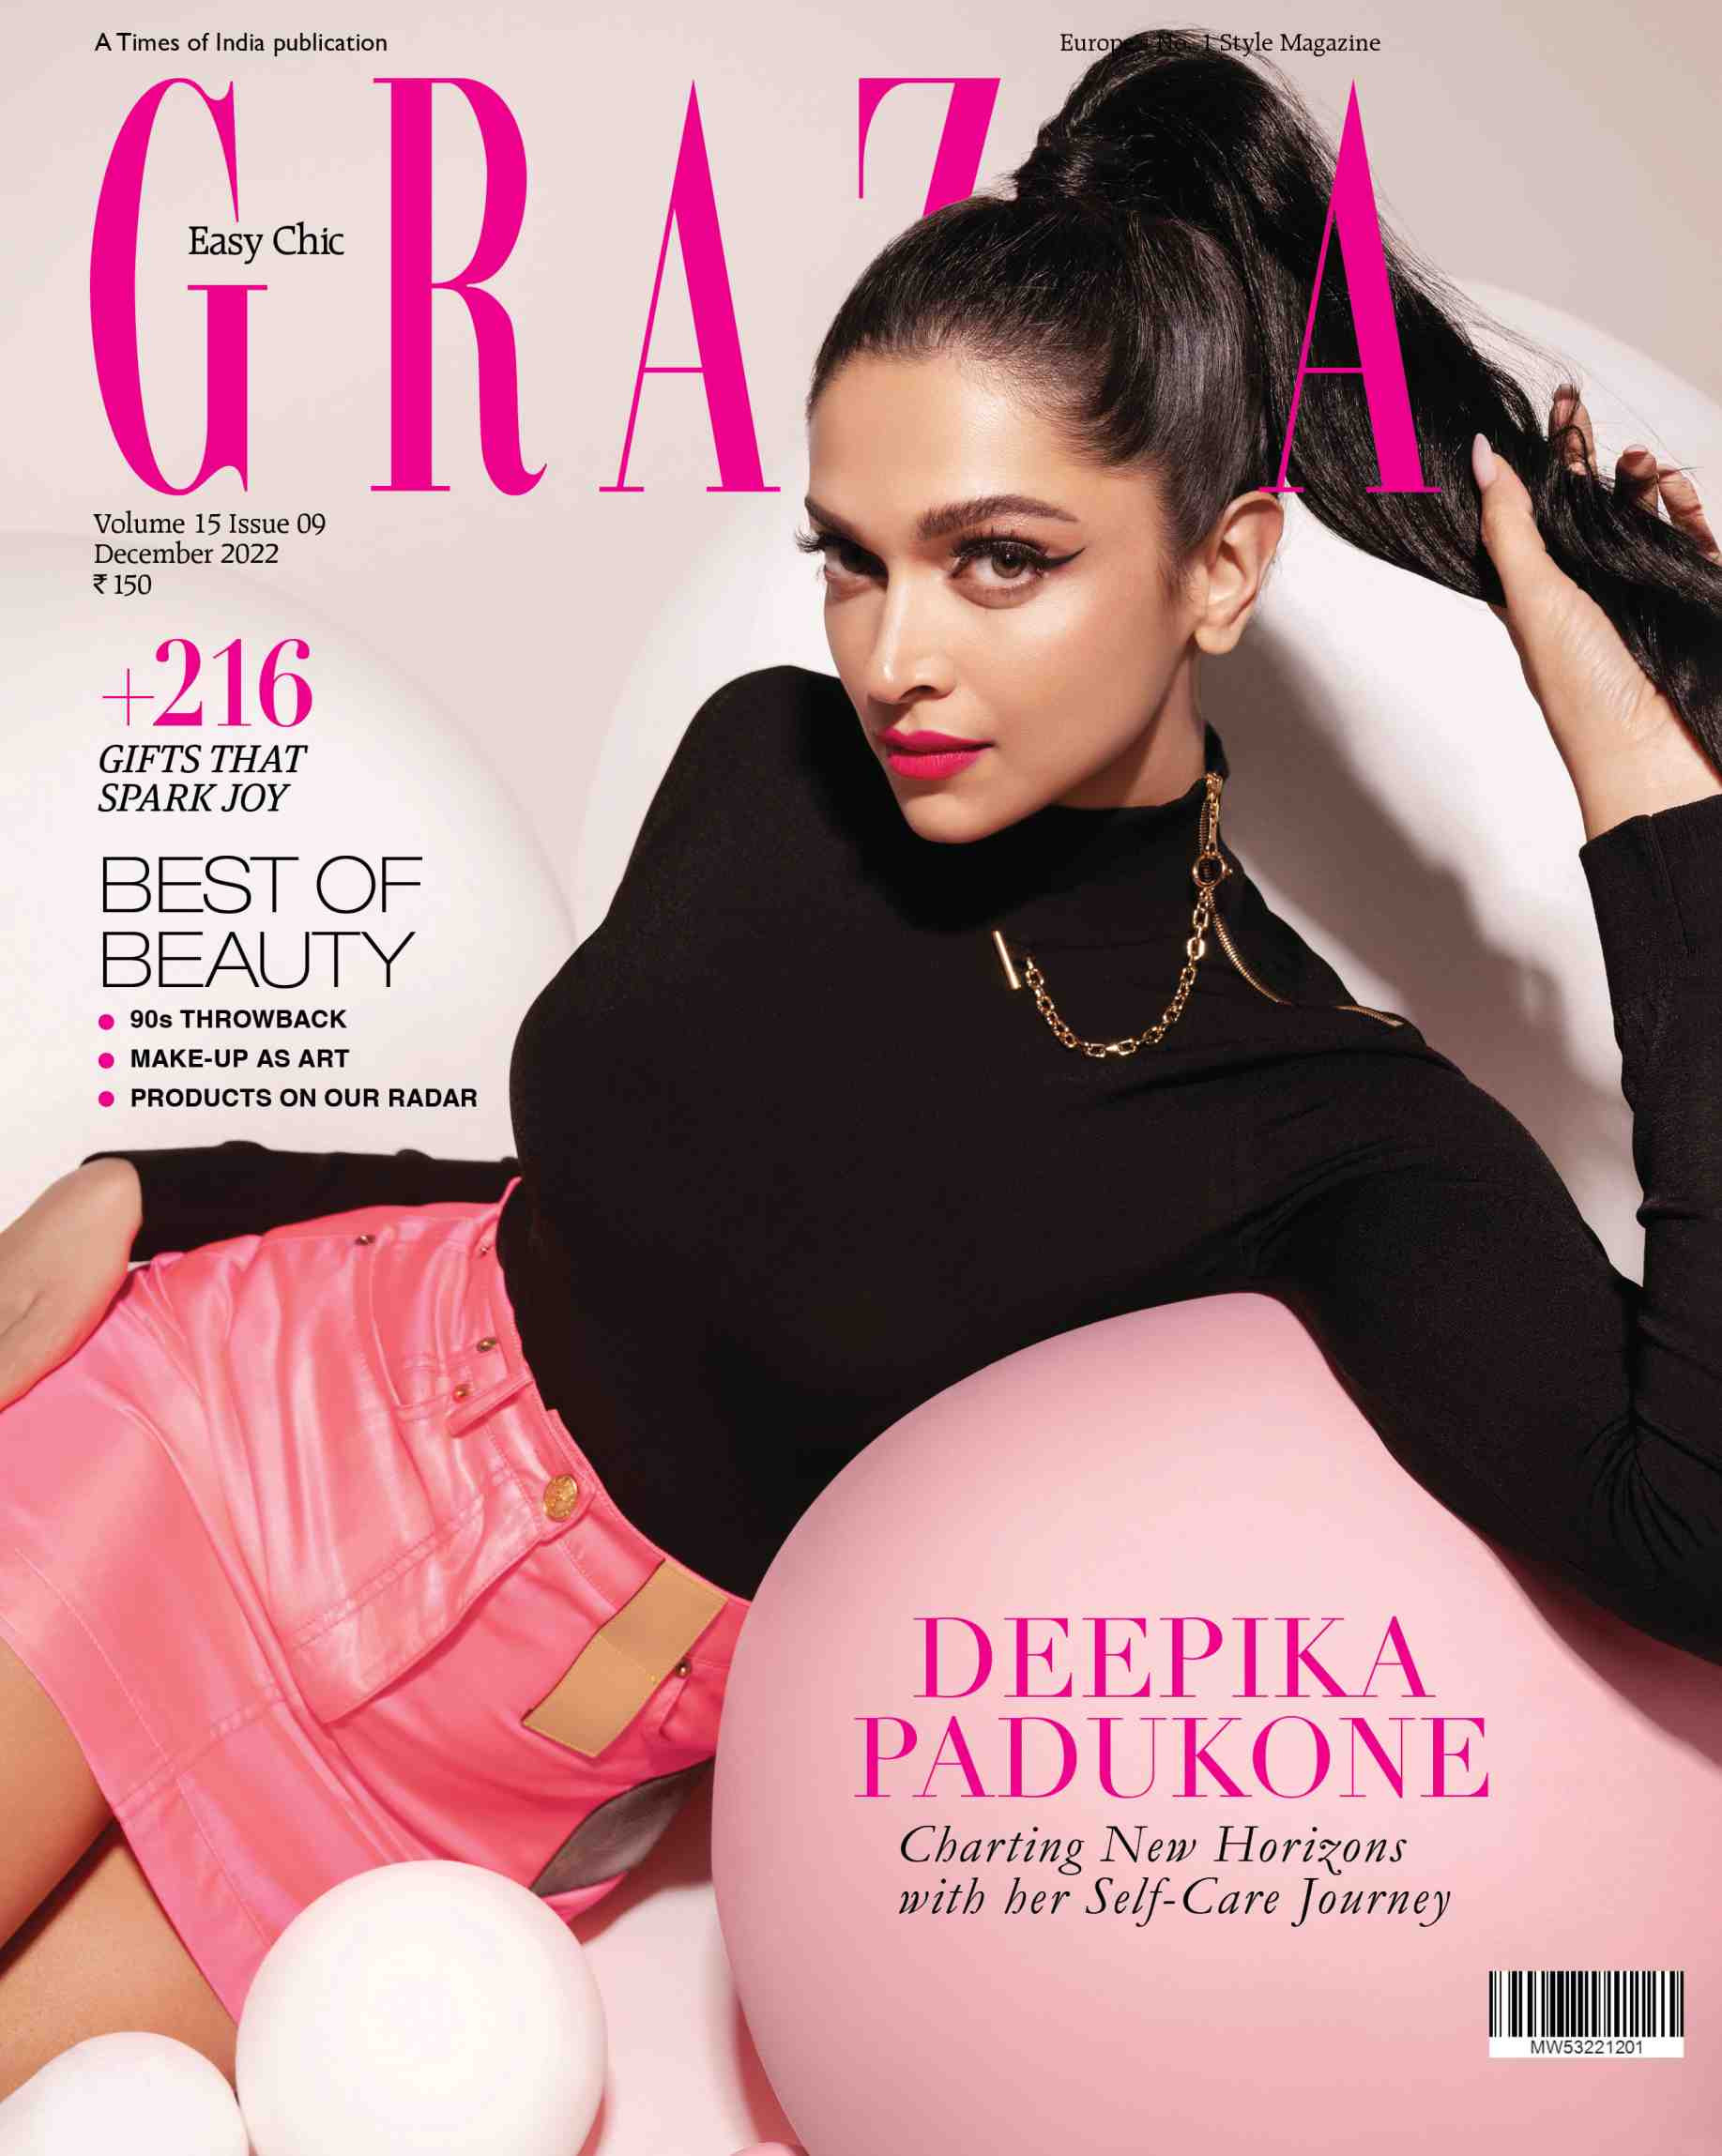 A Times of India publication
Europe's No. 1 Style Magazine
GRAZIA
Easy Chic
Volume 15 Issue 09
December 2022
₹ 150
+216
GIFTS THAT
SPARK JOY
BEST OF
BEAUTY
90s THROWBACK
MAKE-UP AS ART
PRODUCTS ON OUR RADAR
DEEPIKA
PADUKONE
Charting New Horizons
with her Self-Care Journey
MW53221201